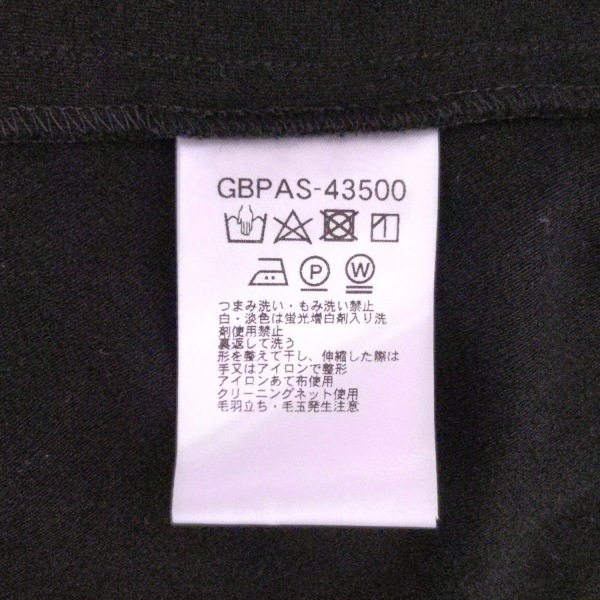 GBPAS-43500
P W
つまみ洗い・もみ洗い禁止
白・淡色は蛍光増白剤入り洗
剤使用禁止
裏返して洗う
形を整えて干し、伸縮した際は
手又はアイロンで整形
アイロンあて布使用
クリーニングネット使用
毛羽立ち・毛玉発生注意